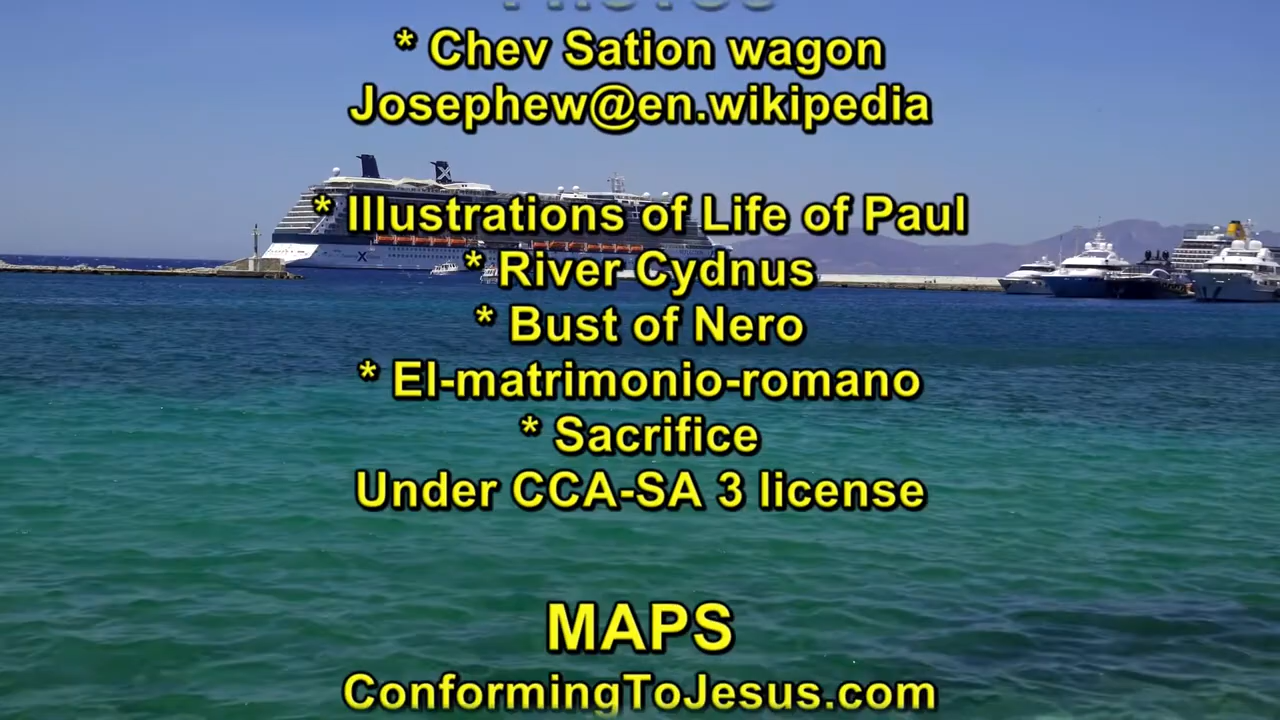 PHOTOS
* Chev Sation wagon
Josephew@en.wikipedia
* Illustrations of Life of Paul
* River Cydnus
* Bust of Nero
* El-matrimonio-romano
* Sacrifice
Under CCA-SA 3 license
MAPS
ConformingToJesus.com
X
X